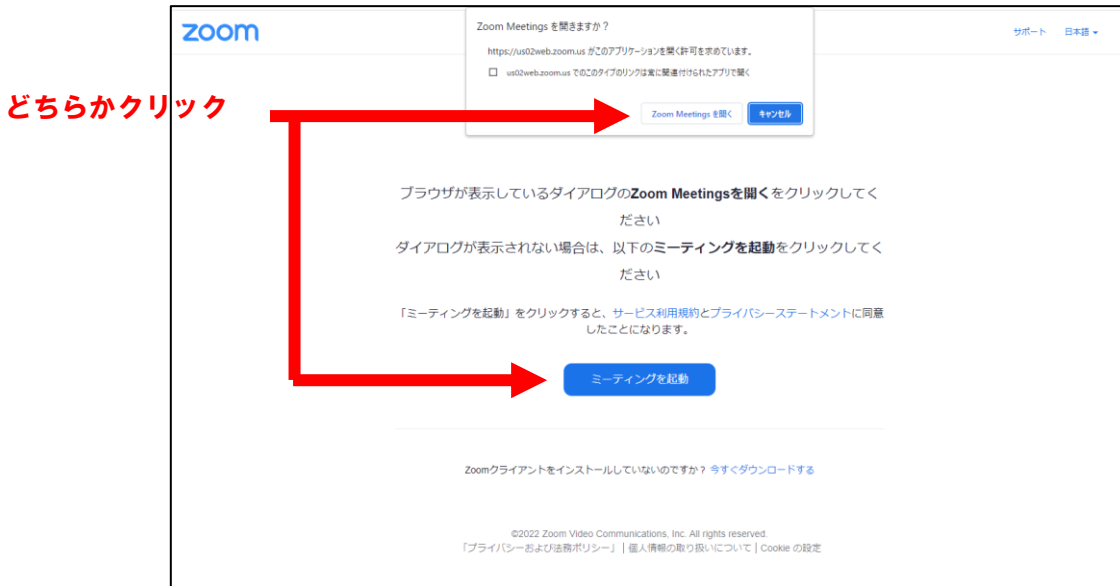 zoom
Zoom Meetings を開きますか？
https://us02web.zoom.us がこのアプリケーションを開く許可を求めています。
us02web.zoom.us でのこのタイプのリンクは常に関連付けられたアプリで開く
Zoom Meetings を開く キャンセル
サポート 日本語
どちらかクリック
ブラウザが表示しているダイアログのZoom Meetingsを開くをクリックしてく
ださい
ダイアログが表示されない場合は、以下のミーティングを起動をクリックしてく
ださい
「ミーティングを起動」をクリックすると、サービス利用規約とプライバシーステートメントに同意
したことになります。
ミーティングを起動
Zoomクライアントをインストールしていないのですか？ 今すぐダウンロードする
©2022 Zoom Video Communications, Inc. All rights reserved.
「プライバシーおよび法務ポリシー」 | 個人情報の取り扱いについて | Cookie の設定